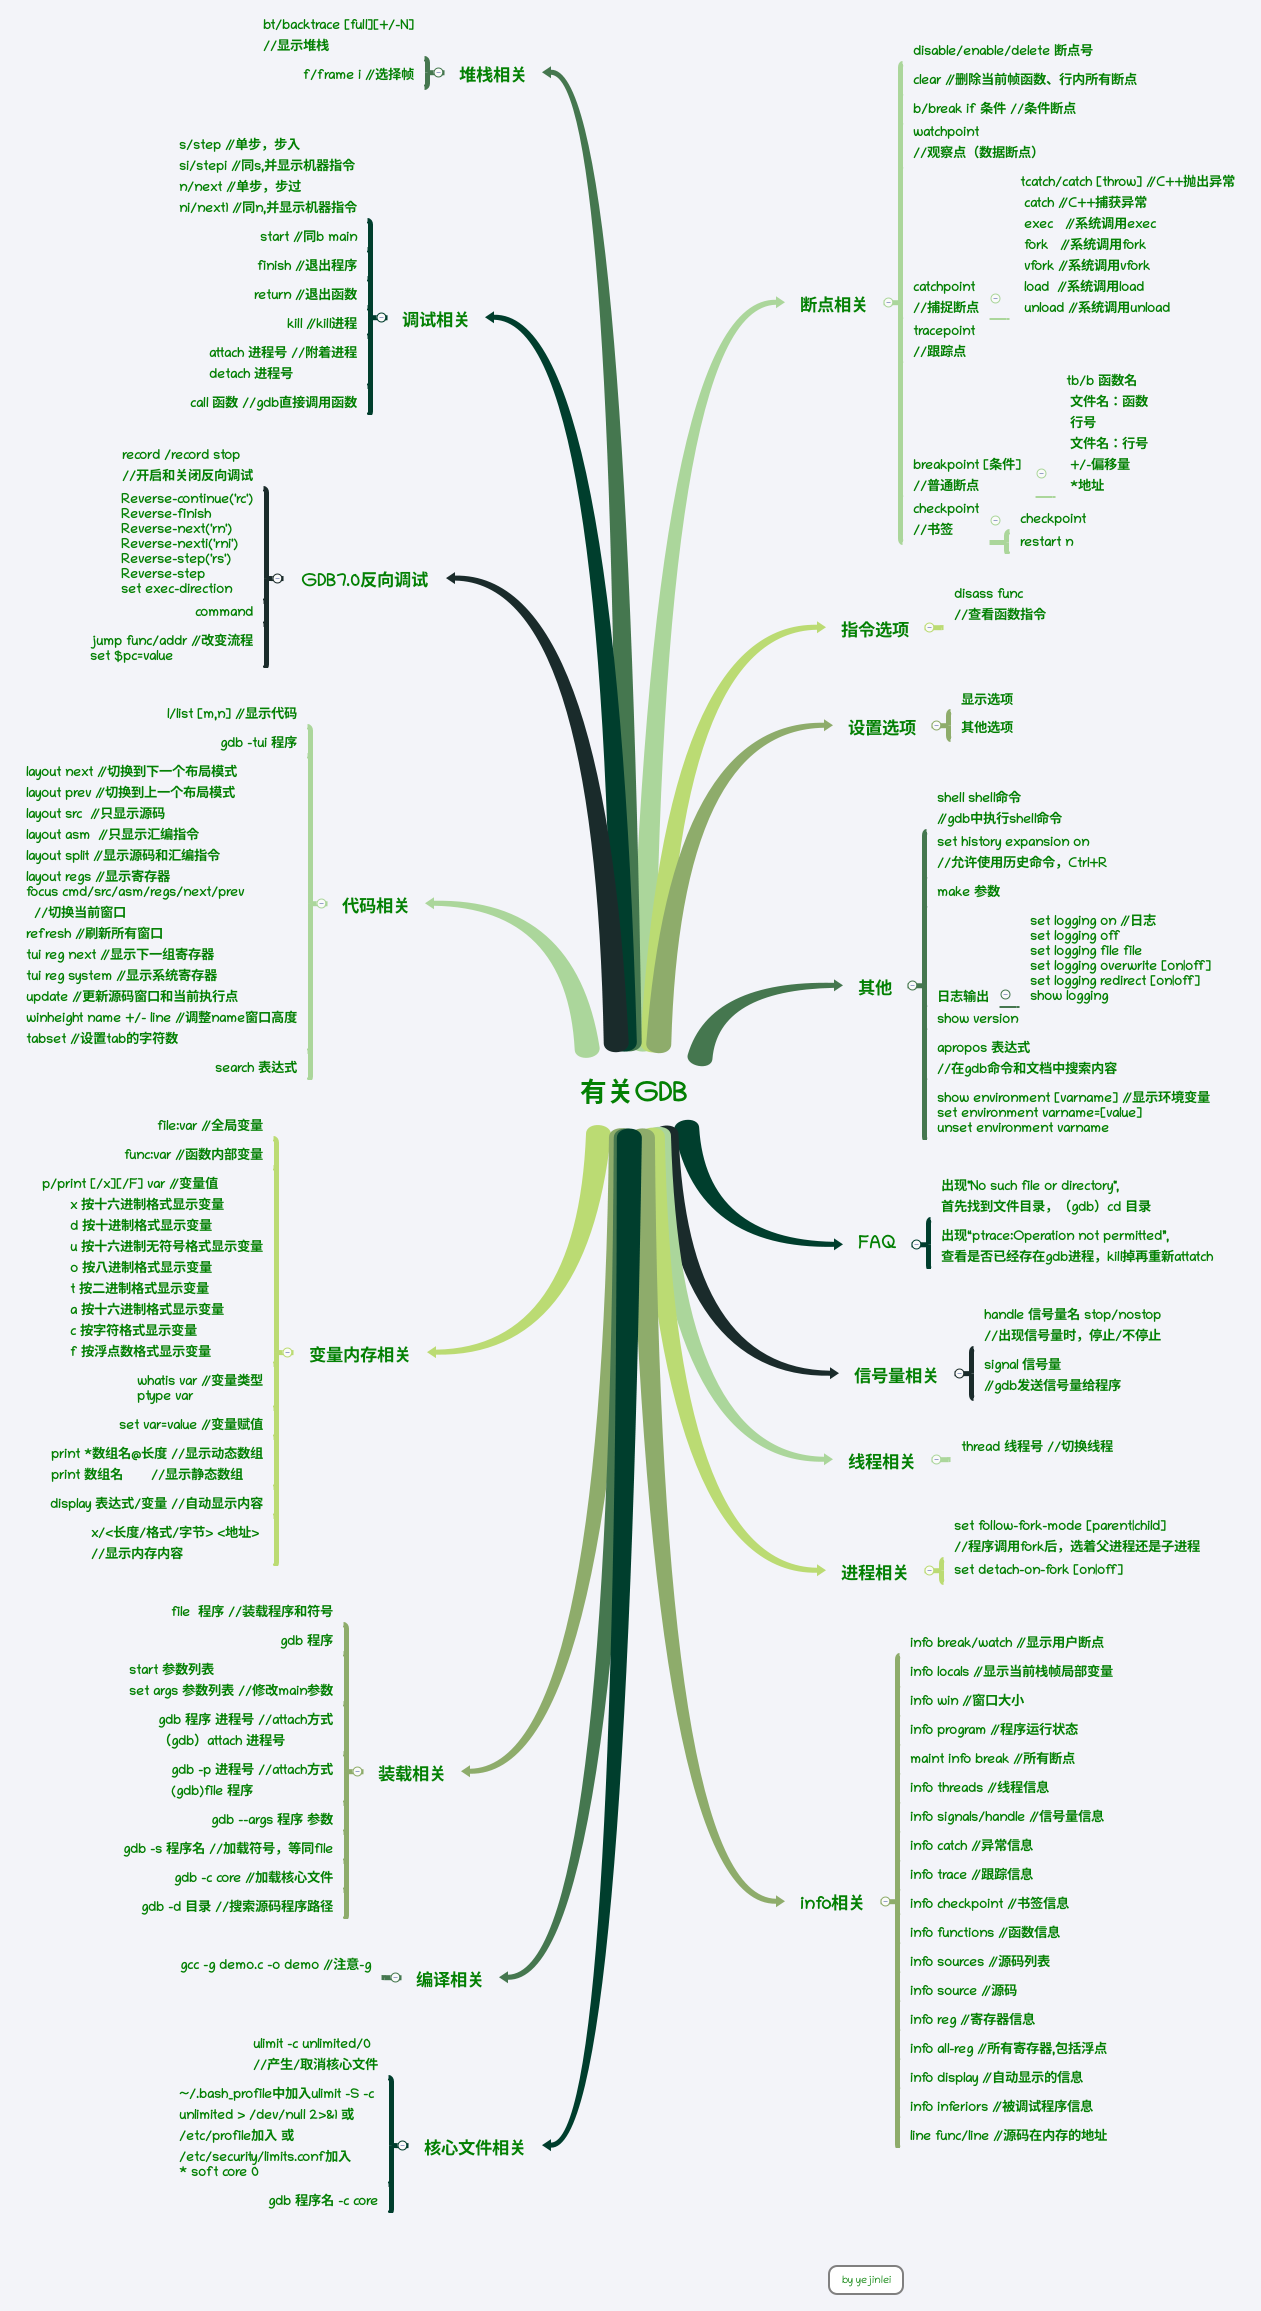 有关GDB
堆栈相关
bt/backtrace [full][+/-N]
//显示堆栈
f/frame i //选择帧
调试相关
s/step //单步，步入
si/stepi //同s,并显示机器指令
n/next //单步，步过
ni/nexti //同n,并显示机器指令
start //同b main
finish //退出程序
return //退出函数
kill //kill进程
attach 进程号 //附着进程
detach 进程号
call 函数 //gdb直接调用函数
GDB7.0反向调试
record /record stop
//开启和关闭反向调试
Reverse-continue('rc')
Reverse-finish
Reverse-next('rn')
Reverse-nexti('rni')
Reverse-step('rs')
Reverse-step
set exec-direction
command
jump func/addr //改变流程
set $pc=value
代码相关
l/list [m,n] //显示代码
gdb -tui 程序
layout next //切换到下一个布局模式
layout prev //切换到上一个布局模式
layout src //只显示源码
layout asm //只显示汇编指令
layout split //显示源码和汇编指令
layout regs //显示寄存器
focus cmd/src/asm/regs/next/prev
//切换当前窗口
refresh //刷新所有窗口
tui reg next //显示下一组寄存器
tui reg system //显示系统寄存器
update //更新源码窗口和当前执行点
winheight name +/- line //调整name窗口高度
tabset //设置tab的字符数
search 表达式
变量内存相关
file:var //全局变量
func:var //函数内部变量
p/print [/x][/F] var //变量值
x 按十六进制格式显示变量
d 按十进制格式显示变量
u 按十六进制无符号格式显示变量
o 按八进制格式显示变量
t 按二进制格式显示变量
a 按十六进制格式显示变量
c 按字符格式显示变量
f 按浮点数格式显示变量
whatis var //变量类型
ptype var
set var=value //变量赋值
print *数组名@长度 //显示动态数组
print 数组名 //显示静态数组
display 表达式/变量 //自动显示内容
x/<长度/格式/字节> <地址>
//显示内存内容
装载相关
file 程序 //装载程序和符号
gdb 程序
start 参数列表
set args 参数列表 //修改main参数
gdb 程序 进程号 //attach方式
（gdb）attach 进程号
gdb -p 进程号 //attach方式
(gdb)file 程序
gdb --args 程序 参数
gdb -s 程序名 //加载符号，等同file
gdb -c core //加载核心文件
gdb -d 目录 //搜索源码程序路径
编译相关
gcc -g demo.c -o demo //注意-g
核心文件相关
ulimit -c unlimited/0
//产生/取消核心文件
~/.bash_profile中加入ulimit -S -c
unlimited > /dev/null 2>&1 或
/etc/profile加入 或
/etc/security/limits.conf加入
* soft core 0
gdb 程序名 -c core
断点相关
disable/enable/delete 断点号
clear //删除当前帧函数、行内所有断点
b/break if 条件 //条件断点
watchpoint
//观察点（数据断点）
catchpoint
//捕捉断点
tcatch/catch [throw] //C++抛出异常
catch //C++捕获异常
exec //系统调用exec
fork //系统调用fork
vfork //系统调用vfork
load //系统调用load
unload //系统调用unload
tracepoint
//跟踪点
breakpoint [条件]
//普通断点
tb/b 函数名
文件名：函数
行号
文件名：行号
+/-偏移量
*地址
checkpoint
//书签
checkpoint
restart n
指令选项
disass func
//查看函数指令
设置选项
显示选项
其他选项
其他
shell shell命令
//gdb中执行shell命令
set history expansion on
//允许使用历史命令，Ctrl+R
make 参数
日志输出
set logging on //日志
set logging off
set logging file file
set logging overwrite [on|off]
set logging redirect [on|off]
show logging
show version
apropos 表达式
//在gdb命令和文档中搜索内容
show environment [varname] //显示环境变量
set environment varname=[value]
unset environment varname
FAQ
出现"No such file or directory",
首先找到文件目录，（gdb）cd 目录
出现"ptrace:Operation not permitted",
查看是否已经存在gdb进程，kill掉再重新attatch
信号量相关
handle 信号量名 stop/nostop
//出现信号量时，停止/不停止
signal 信号量
//gdb发送信号量给程序
线程相关
thread 线程号 //切换线程
进程相关
set follow-fork-mode [parent|child]
//程序调用fork后，选着父进程还是子进程
set detach-on-fork [on|off]
info相关
info break/watch //显示用户断点
info locals //显示当前栈帧局部变量
info win //窗口大小
info program //程序运行状态
maint info break //所有断点
info threads //线程信息
info signals/handle //信号量信息
info catch //异常信息
info trace //跟踪信息
info checkpoint //书签信息
info functions //函数信息
info sources //源码列表
info source //源码
info reg //寄存器信息
info all-reg //所有寄存器,包括浮点
info display //自动显示的信息
info inferiors //被调试程序信息
line func/line //源码在内存的地址
by yejinlei